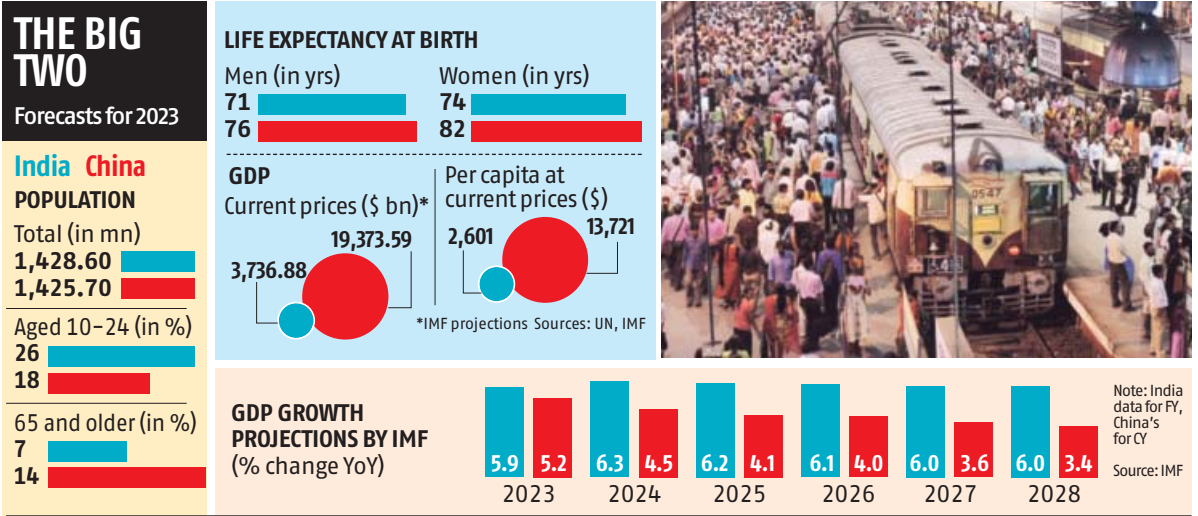 THE BIG
TWO
Forecasts for 2023
India China
POPULATION
Total (in mn)
1,428.60
1,425.70
Aged 10-24 (in %)
26
18
65 and older (in %)
7
14
LIFE EXPECTANCY AT BIRTH
Men (in yrs)
71
76
Women (in yrs)
74
82
GDP
Current prices ($ bn)*
19,373.59
3,736.88
Per capita at
current prices ($)
2,601
13,721
*IMF projections Sources: UN, IMF
0547
GDP GROWTH
PROJECTIONS BY IMF
(% change YoY)
5.9 5.2 6.3 4.5 6.2 4.1 6.1 4.0 6.0 3.6 6.0 3.4
2023 2024 2025 2026 2027 2028
Note: India
data for FY,
China's
for CY
Source: IMF